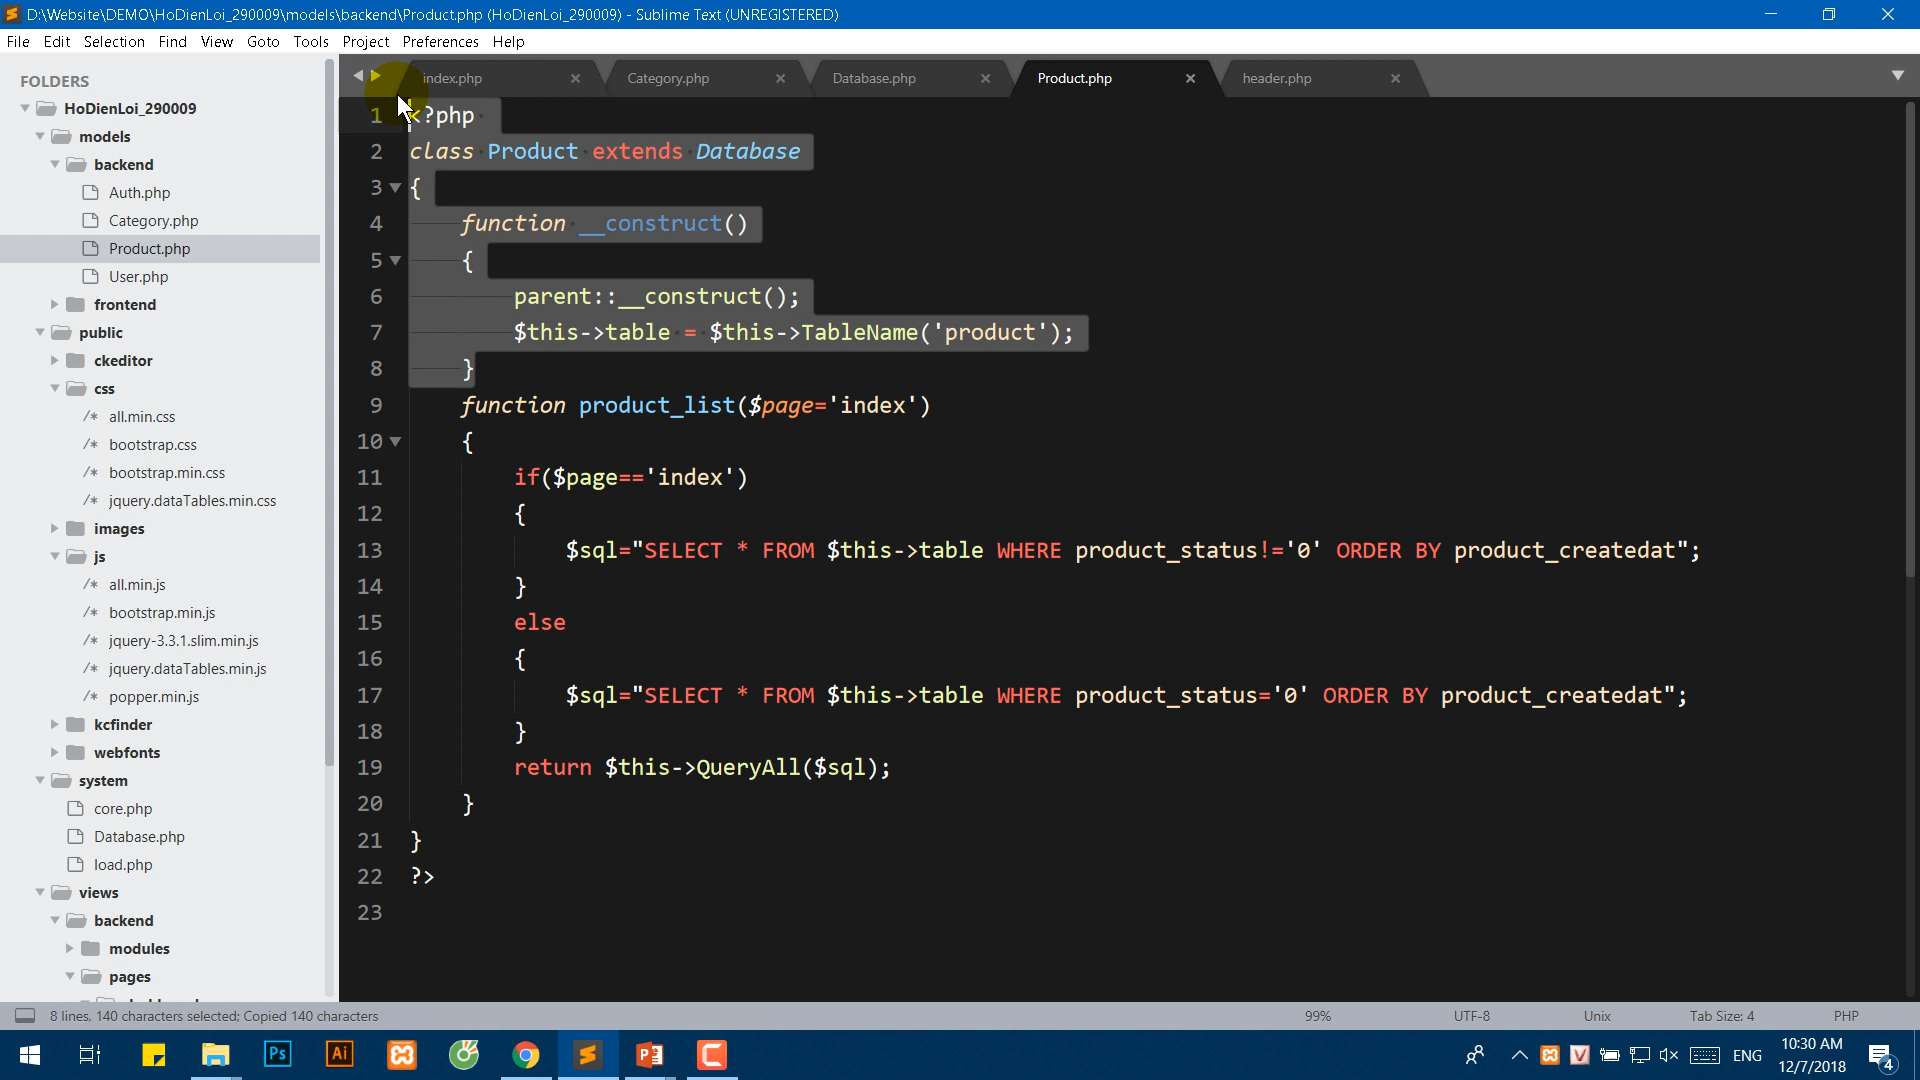 D:\Website\DEMO\HoDienLoi_290009\models\backend\Product.php (HoDienLoi_290009) - Sublime Text (UNREGISTERED)
File Edit Selection Find View Goto Tools Project Preferences Help
FOLDERS
HoDienLoi_290009
models
backend
Auth.php
Category.php
Product.php
User.php
frontend
public
ckeditor
css
/* all.min.css
/* bootstrap.css
/* bootstrap.min.css
/* jquery.dataTables.min.css
images
js
/* all.min.js
/* bootstrap.min.js
/* jquery-3.3.1.slim.min.js
/* jquery.dataTables.min.js
/* popper.min.js
kcfinder
webfonts
system
core.php
Database.php
load.php
views
backend
modules
pages
index.php Category.php Database.php Product.php header.php
1 <?php
2 class Product extends Database
3 {
4 function __construct()
5 {
6 parent::__construct();
7 $this->table = $this->TableName('product');
8 }
9 function product_list($page='index')
10 {
11 if($page=='index')
12 {
13 $sql="SELECT * FROM $this->table WHERE product_status!='0' ORDER BY product_createdat";
14 }
15 else
16 {
17 $sql="SELECT * FROM $this->table WHERE product_status='0' ORDER BY product_createdat";
18 }
19 return $this->QueryAll($sql);
20 }
21 }
22 ?>
23
8 lines, 140 characters selected; Copied 140 characters 99% UTF-8 Unix Tab Size: 4 PHP
Ps Ai ENG 10:30 AM
12/7/2018 4